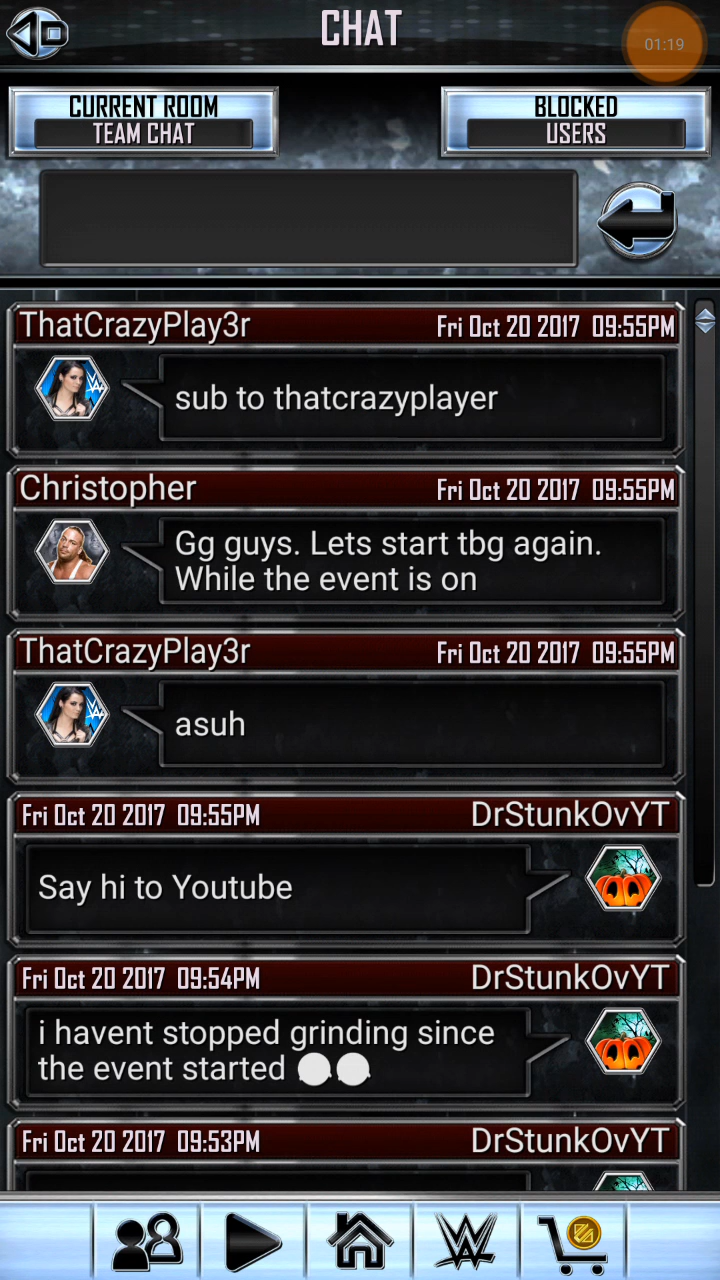 CHAT
01:19
CURRENT ROOM
TEAM CHAT
BLOCKED
USERS
ThatCrazyPlay3r
Fri Oct 20 2017 09:55PM
sub to thatcrazyplayer
Christopher
Fri Oct 20 2017 09:55PM
Gg guys. Lets start tbg again.
While the event is on
ThatCrazyPlay3r
Fri Oct 20 2017 09:55PM
asuh
Fri Oct 20 2017 09:55PM
DrStunkOvYT
Say hi to Youtube
Fri Oct 20 2017 09:54PM
DrStunkOvYT
i havent stopped grinding since
the event started
Fri Oct 20 2017 09:53PM
DrStunkOvYT